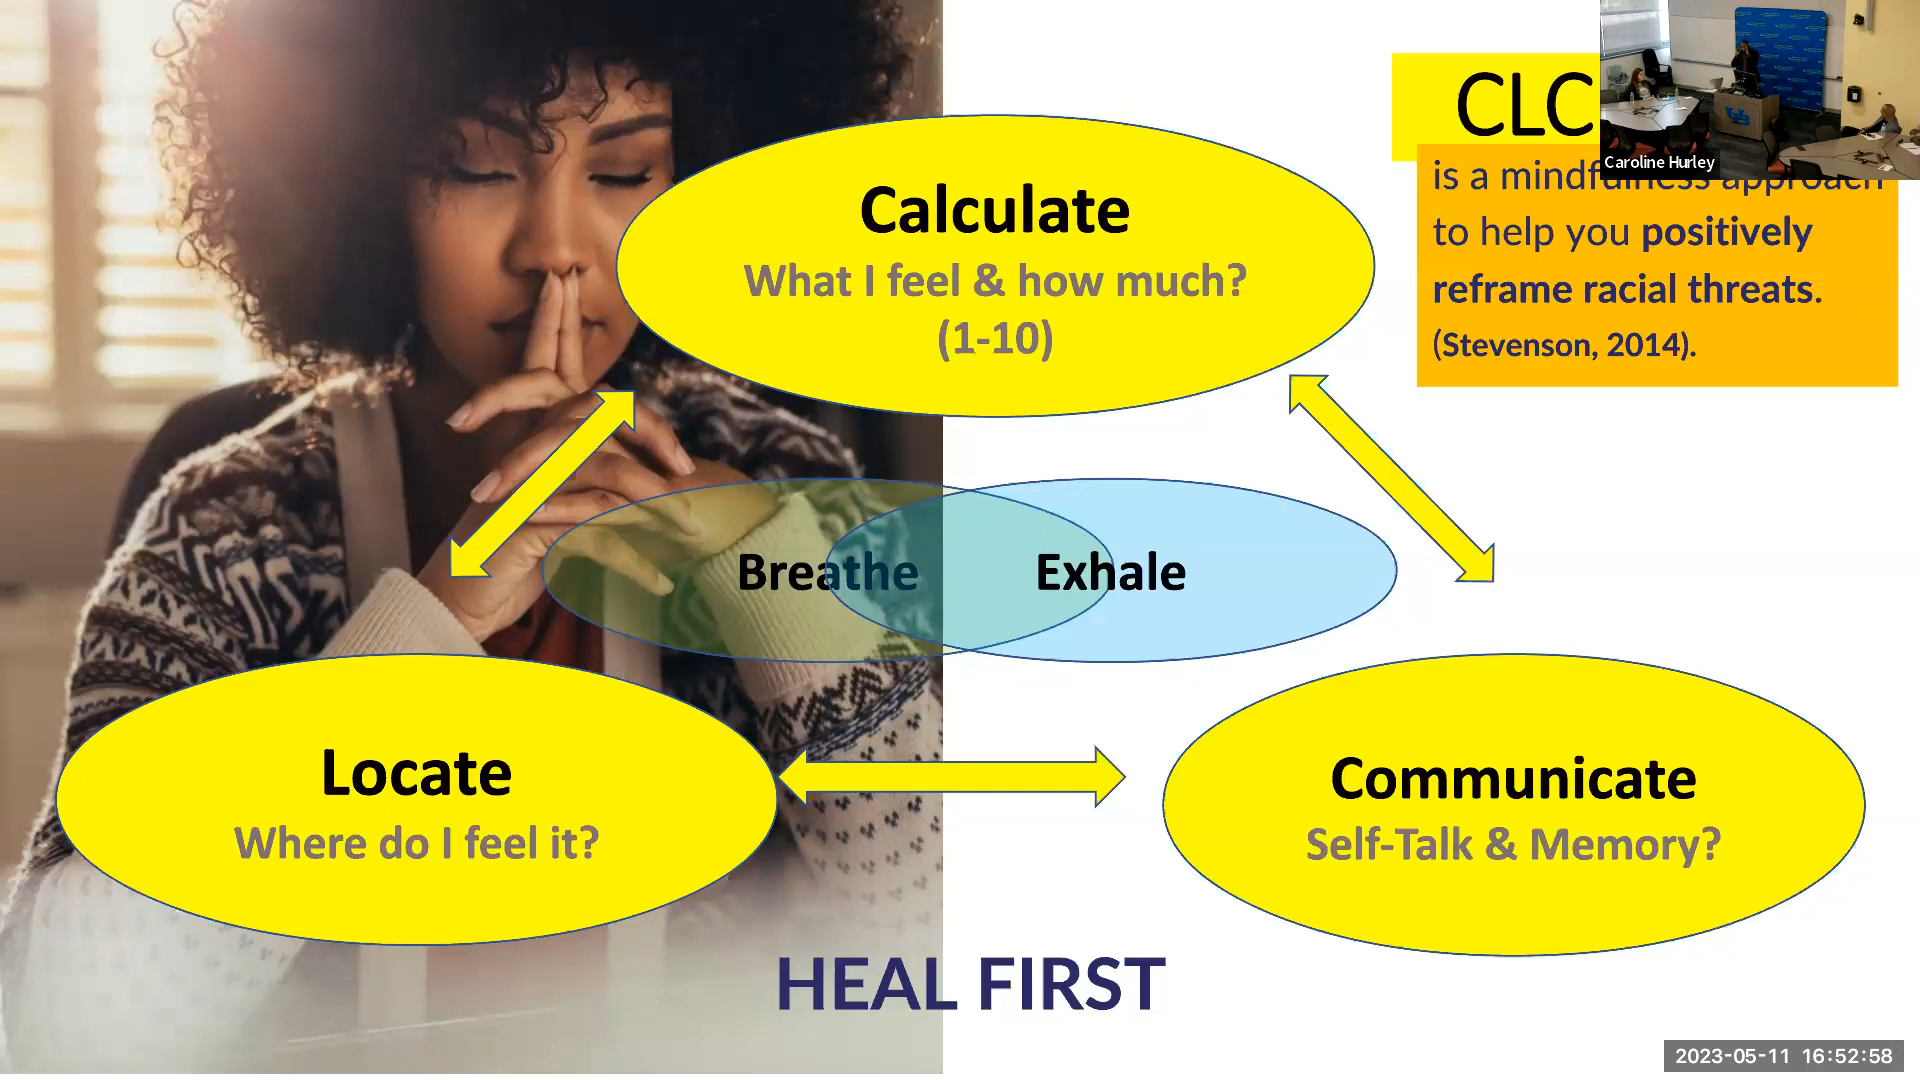 CLC
Caroline Hurley
is a mindfulness approach
to help you positively
reframe racial threats.
(Stevenson, 2014).
Calculate
What I feel & how much?
(1-10)
Breathe
Exhale
Locate
Where do I feel it?
Communicate
Self-Talk & Memory?
HEAL FIRST
2023-05-11 16:52:58